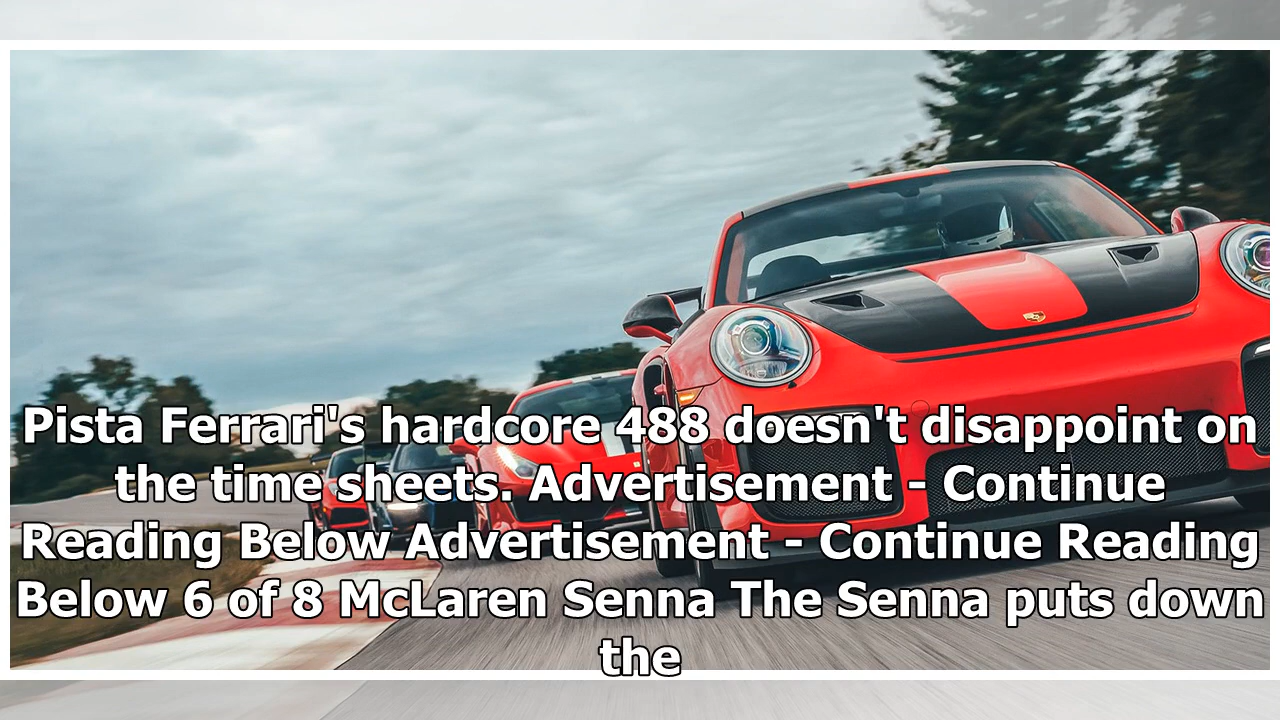 Pista Ferrari's hardcore 488 doesn't disappoint on
the time sheets. Advertisement - Continue
Reading Below Advertisement - Continue Reading
Below 6 of 8 McLaren Senna The Senna puts down
the